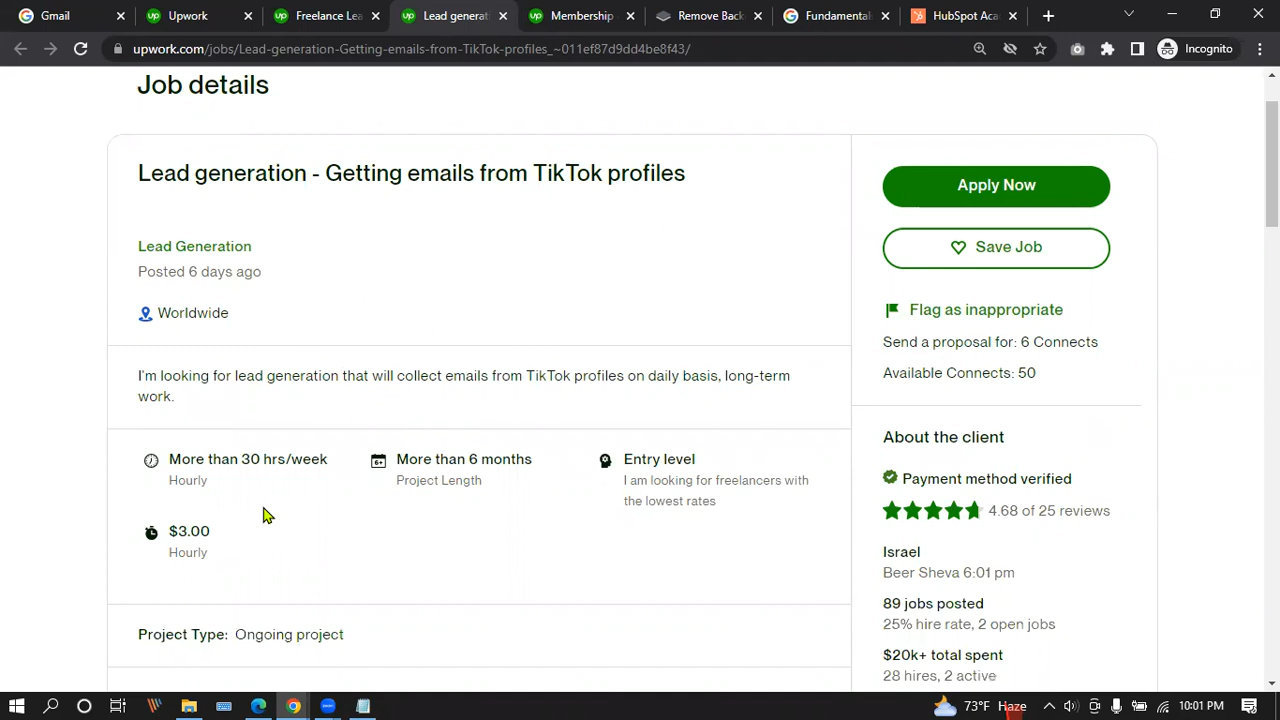 Gmail
Upwork
Freelance Lea
Lead generat
Membership
Remove Back
Fundamenta
HubSpot Aca
upwork.com/jobs/Lead-generation-Getting-emails-from-TikTok-profiles_~011ef87d9dd4be8f43/
Incognito
Job details
Lead generation - Getting emails from TikTok profiles
Lead Generation
Posted 6 days ago
Worldwide
I'm looking for lead generation that will collect emails from TikTok profiles on daily basis, long-term
work.
More than 30 hrs/week
Hourly
6+
More than 6 months
Project Length
Entry level
I am looking for freelancers with
the lowest rates
$3.00
Hourly
Project Type: Ongoing project
Apply Now
Save Job
Flag as inappropriate
Send a proposal for: 6 Connects
Available Connects: 50
About the client
Payment method verified
4.68 of 25 reviews
Israel
Beer Sheva 6:01 pm
89 jobs posted
25% hire rate, 2 open jobs
$20k+ total spent
28 hires, 2 active
73°F Haze
10:01 PM